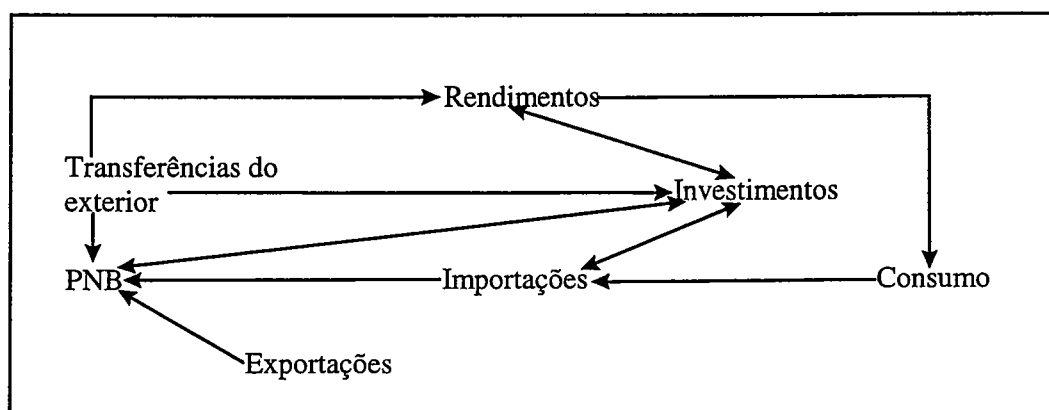 Rendimentos
Transferências do
exterior
Investimentos
PNB
Importações
Consumo
Exportações